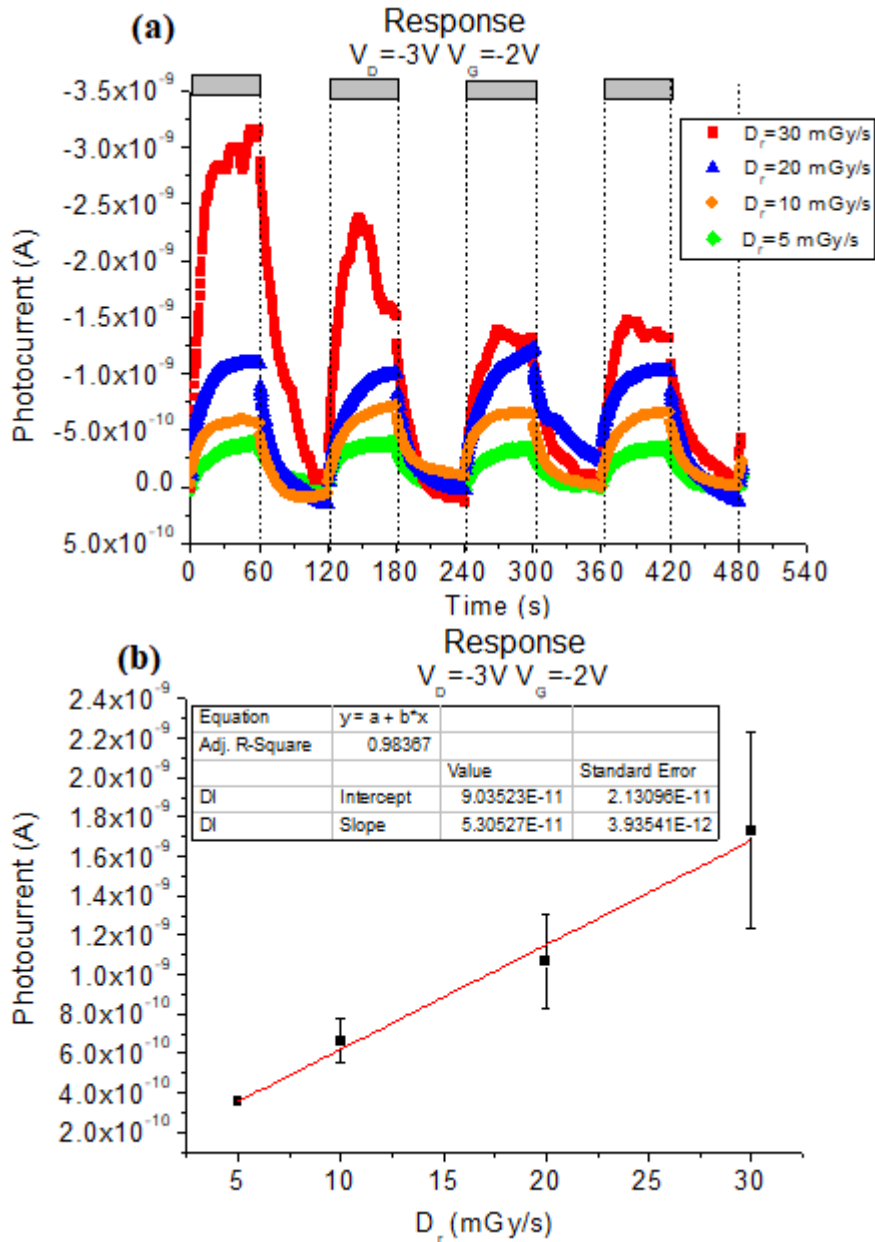 (a)
Response
V_D=-3V V_G=-2V
-3.5x10^-9
-3.0x10^-9
-2.5x10^-9
-2.0x10^-9
-1.5x10^-9
-1.0x10^-9
-5.0x10^-10
0.0
5.0x10^-10
Photocurrent (A)
D_r=30 mGy/s
D_r=20 mGy/s
D_r=10 mGy/s
D_r=5 mGy/s
0 60 120 180 240 300 360 420 480 540
Time (s)
(b)
Response
V_D=-3V V_G=-2V
2.4x10^-9
2.2x10^-9
2.0x10^-9
1.8x10^-9
1.6x10^-9
1.4x10^-9
1.2x10^-9
1.0x10^-9
8.0x10^-10
6.0x10^-10
4.0x10^-10
2.0x10^-10
Photocurrent (A)
Equation y = a + b*x
Adj. R-Square 0.98367
Value Standard Error
DI Intercept 9.03523E-11 2.13096E-11
DI Slope 5.30527E-11 3.93541E-12
5 10 15 20 25 30
D_r (mGy/s)